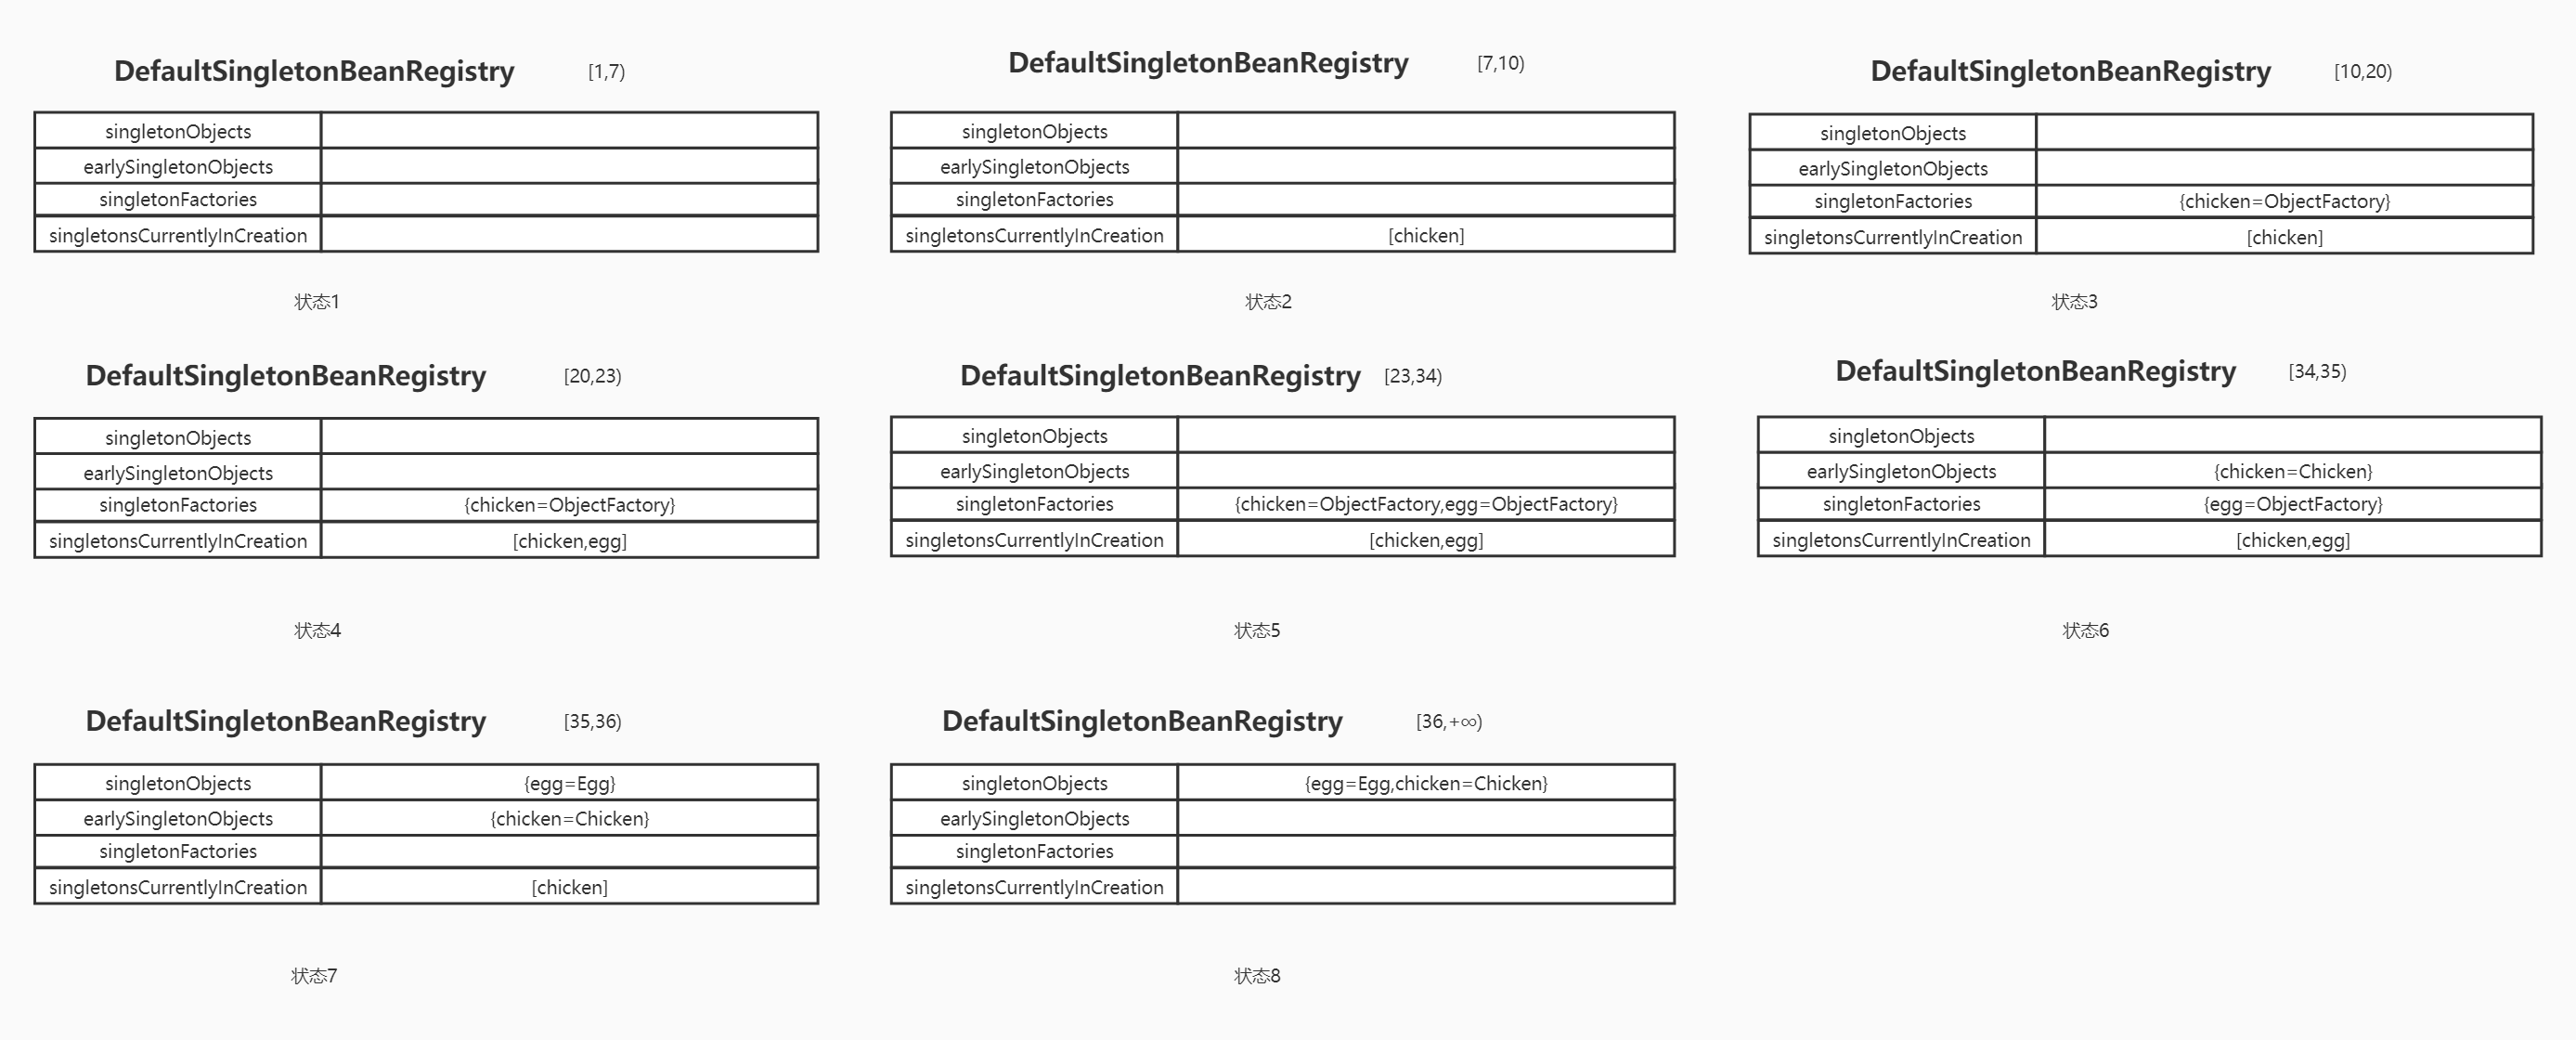 DefaultSingletonBeanRegistry [1,7)
singletonObjects
earlySingletonObjects
singletonFactories
singletonsCurrentlyInCreation
状态1
DefaultSingletonBeanRegistry [7,10)
singletonObjects
earlySingletonObjects
singletonFactories
singletonsCurrentlyInCreation [chicken]
状态2
DefaultSingletonBeanRegistry [10,20)
singletonObjects
earlySingletonObjects
singletonFactories {chicken=ObjectFactory}
singletonsCurrentlyInCreation [chicken]
状态3
DefaultSingletonBeanRegistry [20,23)
singletonObjects
earlySingletonObjects
singletonFactories {chicken=ObjectFactory}
singletonsCurrentlyInCreation [chicken,egg]
状态4
DefaultSingletonBeanRegistry [23,34)
singletonObjects
earlySingletonObjects
singletonFactories {chicken=ObjectFactory,egg=ObjectFactory}
singletonsCurrentlyInCreation [chicken,egg]
状态5
DefaultSingletonBeanRegistry [34,35)
singletonObjects
earlySingletonObjects {chicken=Chicken}
singletonFactories {egg=ObjectFactory}
singletonsCurrentlyInCreation [chicken,egg]
状态6
DefaultSingletonBeanRegistry [35,36)
singletonObjects {egg=Egg}
earlySingletonObjects {chicken=Chicken}
singletonFactories
singletonsCurrentlyInCreation [chicken]
状态7
DefaultSingletonBeanRegistry [36,+∞)
singletonObjects {egg=Egg,chicken=Chicken}
earlySingletonObjects
singletonFactories
singletonsCurrentlyInCreation
状态8